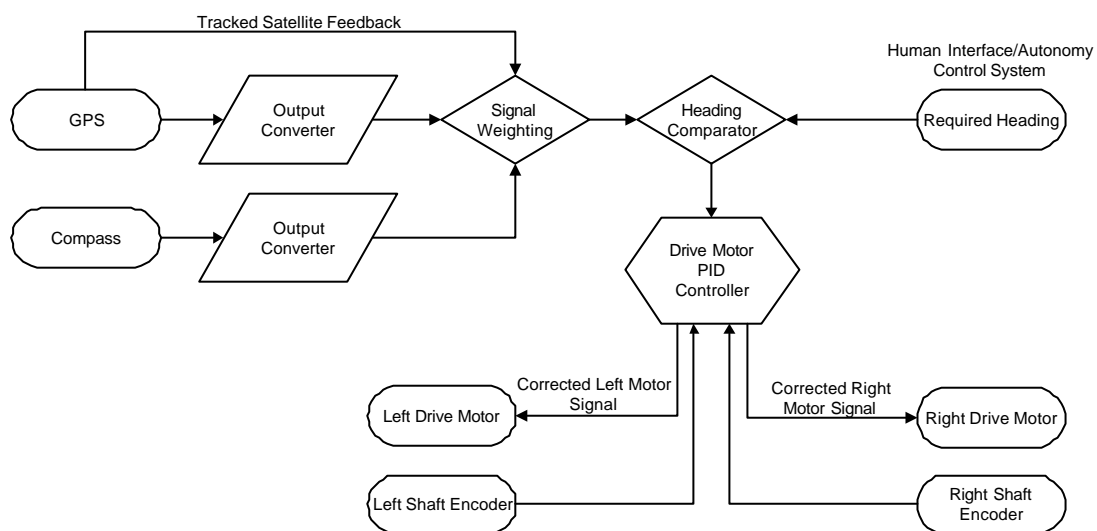 Tracked Satellite Feedback
Human Interface/Autonomy
Control System
GPS
Output
Converter
Signal
Weighting
Heading
Comparator
Required Heading
Compass
Output
Converter
Drive Motor
PID
Controller
Corrected Left Motor
Signal
Corrected Right
Motor Signal
Left Drive Motor
Right Drive Motor
Left Shaft Encoder
Right Shaft
Encoder